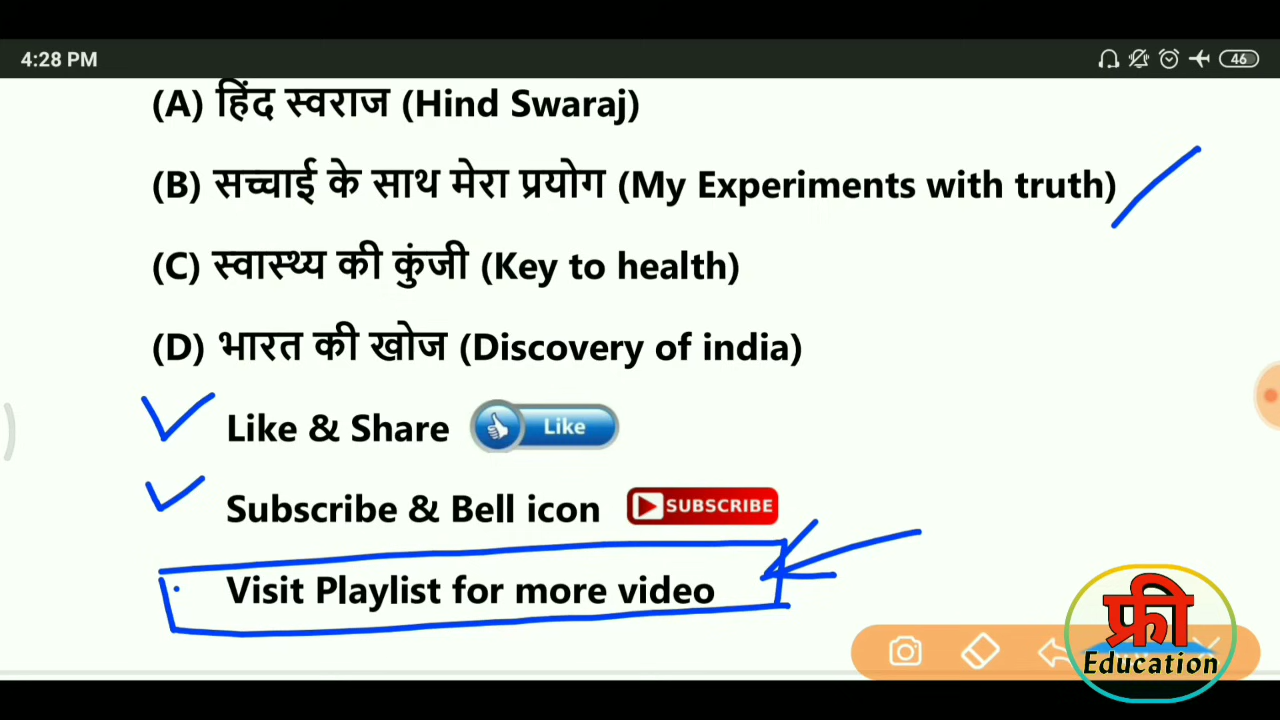 4:28 PM
46
(A) हिंद स्वराज (Hind Swaraj)
(B) सच्चाई के साथ मेरा प्रयोग (My Experiments with truth)
(C) स्वास्थ्य की कुंजी (Key to health)
(D) भारत की खोज (Discovery of india)
Like & Share Like
Subscribe & Bell icon SUBSCRIBE
Visit Playlist for more video
फ्री
Education